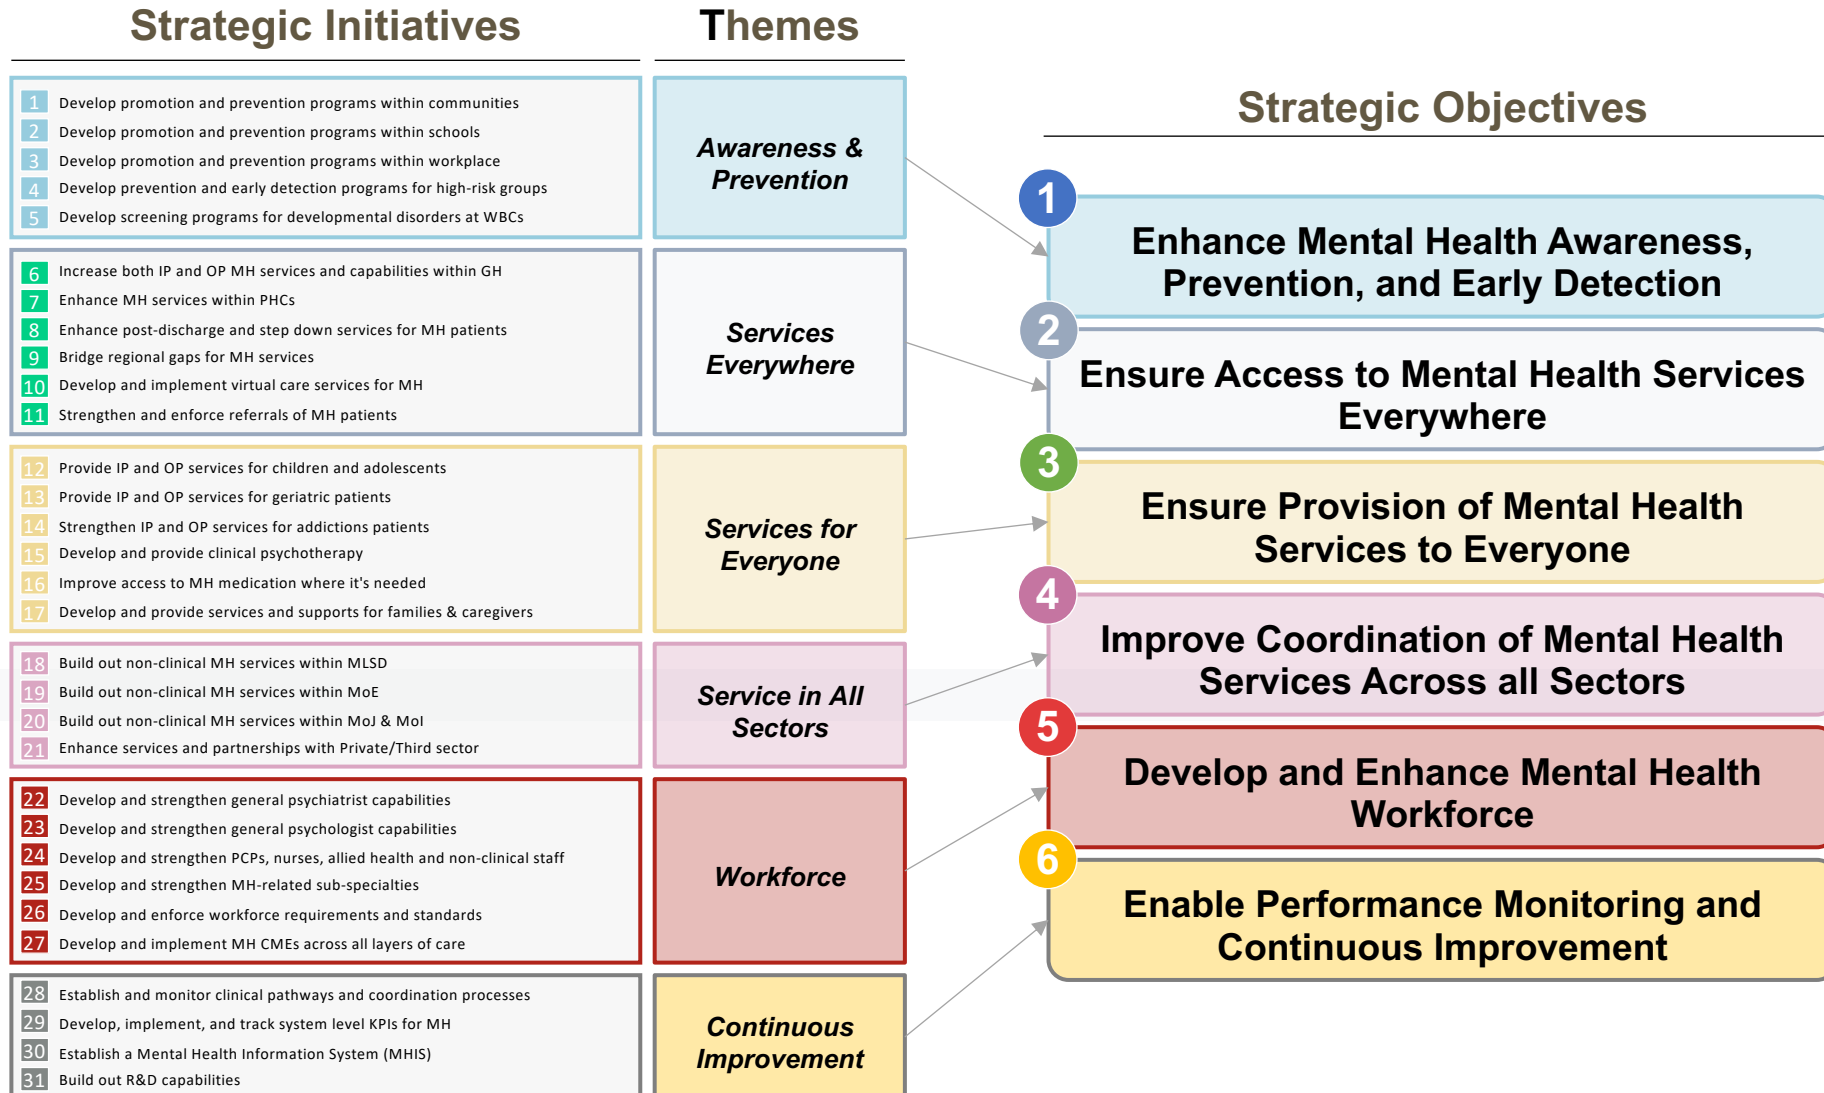 Strategic Initiatives
Themes
Strategic Objectives
1 Develop promotion and prevention programs within communities
2 Develop promotion and prevention programs within schools
3 Develop promotion and prevention programs within workplace
4 Develop prevention and early detection programs for high-risk groups
5 Develop screening programs for developmental disorders at WBCs
Awareness &
Prevention
1
Enhance Mental Health Awareness,
Prevention, and Early Detection
6 Increase both IP and OP MH services and capabilities within GH
7 Enhance MH services within PHCs
8 Enhance post-discharge and step down services for MH patients
9 Bridge regional gaps for MH services
10 Develop and implement virtual care services for MH
11 Strengthen and enforce referrals of MH patients
Services
Everywhere
2
Ensure Access to Mental Health Services
Everywhere
12 Provide IP and OP services for children and adolescents
13 Provide IP and OP services for geriatric patients
14 Strengthen IP and OP services for addictions patients
15 Develop and provide clinical psychotherapy
16 Improve access to MH medication where it's needed
17 Develop and provide services and supports for families & caregivers
Services for
Everyone
3
Ensure Provision of Mental Health
Services to Everyone
18 Build out non-clinical MH services within MLSD
19 Build out non-clinical MH services within MoE
20 Build out non-clinical MH services within MoJ & MoI
21 Enhance services and partnerships with Private/Third sector
Service in All
Sectors
4
Improve Coordination of Mental Health
Services Across all Sectors
22 Develop and strengthen general psychiatrist capabilities
23 Develop and strengthen general psychologist capabilities
24 Develop and strengthen PCPs, nurses, allied health and non-clinical staff
25 Develop and strengthen MH-related sub-specialties
26 Develop and enforce workforce requirements and standards
27 Develop and implement MH CMEs across all layers of care
Workforce
5
Develop and Enhance Mental Health
Workforce
28 Establish and monitor clinical pathways and coordination processes
29 Develop, implement, and track system level KPIs for MH
30 Establish a Mental Health Information System (MHIS)
31 Build out R&D capabilities
Continuous
Improvement
6
Enable Performance Monitoring and
Continuous Improvement